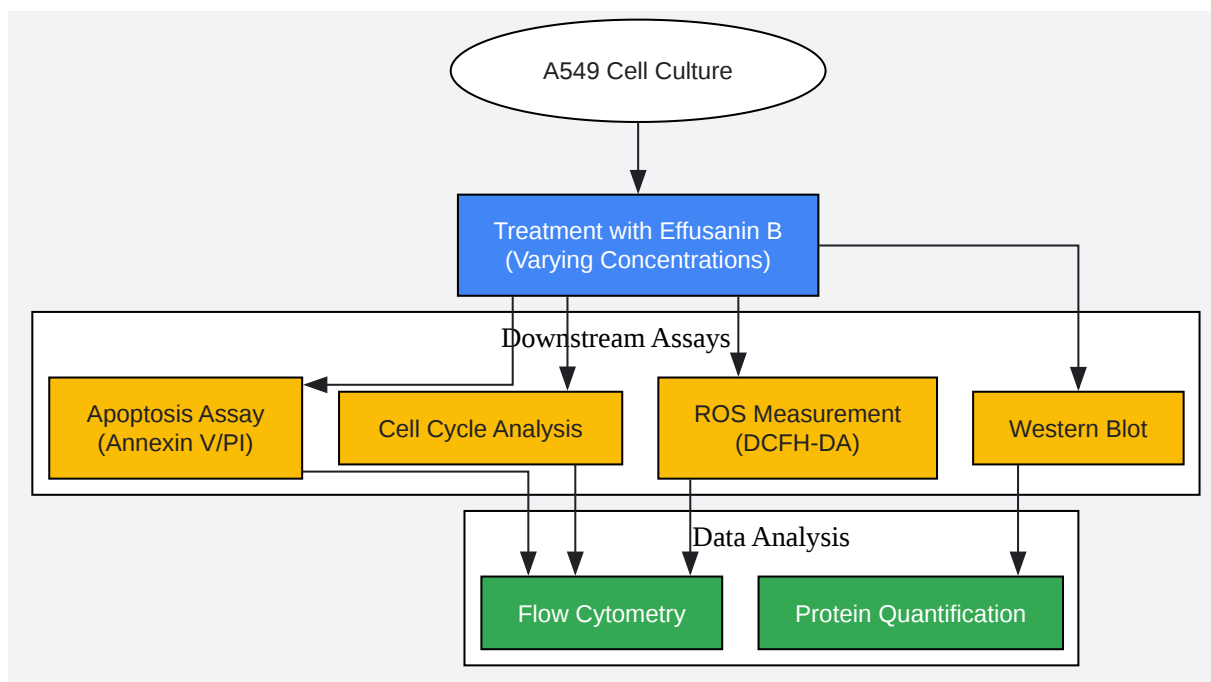 A549 Cell Culture
Treatment with Effusanin B
(Varying Concentrations)
Downstream Assays
Apoptosis Assay
(Annexin V/PI)
Cell Cycle Analysis
ROS Measurement
(DCFH-DA)
Western Blot
Data Analysis
Flow Cytometry
Protein Quantification